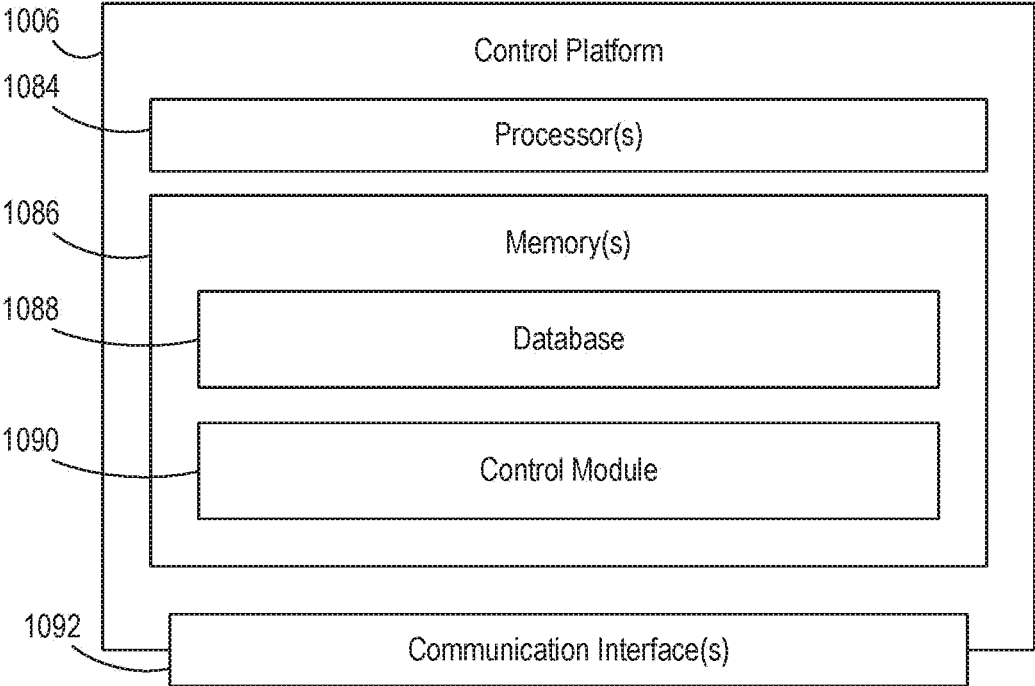 1006
Control Platform
1084
Processor(s)
1086
Memory(s)
1088
Database
1090
Control Module
1092
Communication Interface(s)